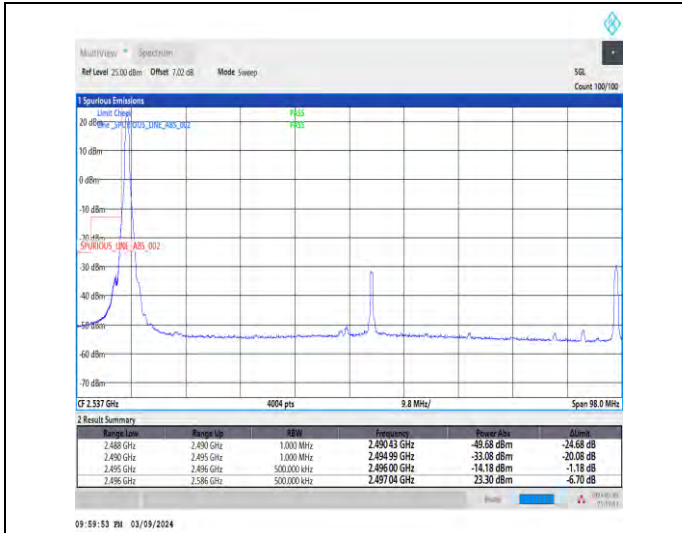 MultiView Spectrum
Ref Level 25.00 dBm Offset 7.02 dB Mode Sweep SGL
Count 100/100
1 Spurious Emissions
Limit Check PASS
20 dBm
Line _SPURIOUS_LINE_ABS_002 PASS
10 dBm
0 dBm
-10 dBm
-20 dBm
_SPURIOUS_LINE_ABS_002
-30 dBm
-40 dBm
-50 dBm
-60 dBm
-70 dBm
CF 2.537 GHz 4004 pts 9.8 MHz/ Span 98.0 MHz
2 Result Summary
Range Low Range Up RBW Frequency Power Abs ΔLimit
2.488 GHz 2.490 GHz 1.000 MHz 2.490 43 GHz -49.68 dBm -24.68 dB
2.490 GHz 2.495 GHz 1.000 MHz 2.494 99 GHz -33.08 dBm -20.08 dB
2.495 GHz 2.496 GHz 500.000 kHz 2.496 00 GHz -14.18 dBm -1.18 dB
2.496 GHz 2.586 GHz 500.000 kHz 2.497 04 GHz 23.30 dBm -6.70 dB
Ready
09:59:53 PM 03/09/2024